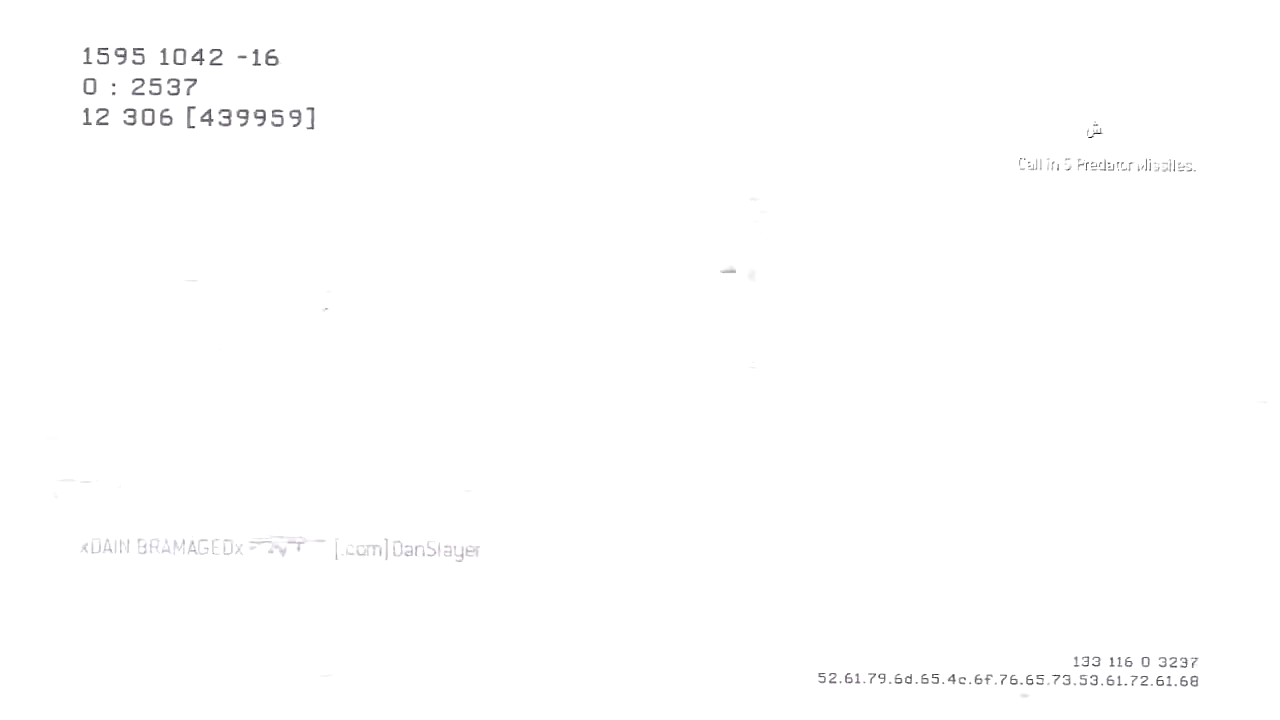 1595 1042 -16
0 : 2537
12 306 [439959]
ش
Call in 5 Predator Missiles.
xDAIN BRAMAGEDx [.com]DanSlayer
133 116 0 3237
52.61.79.6d.65.4c.6f.76.65.73.53.61.72.61.68